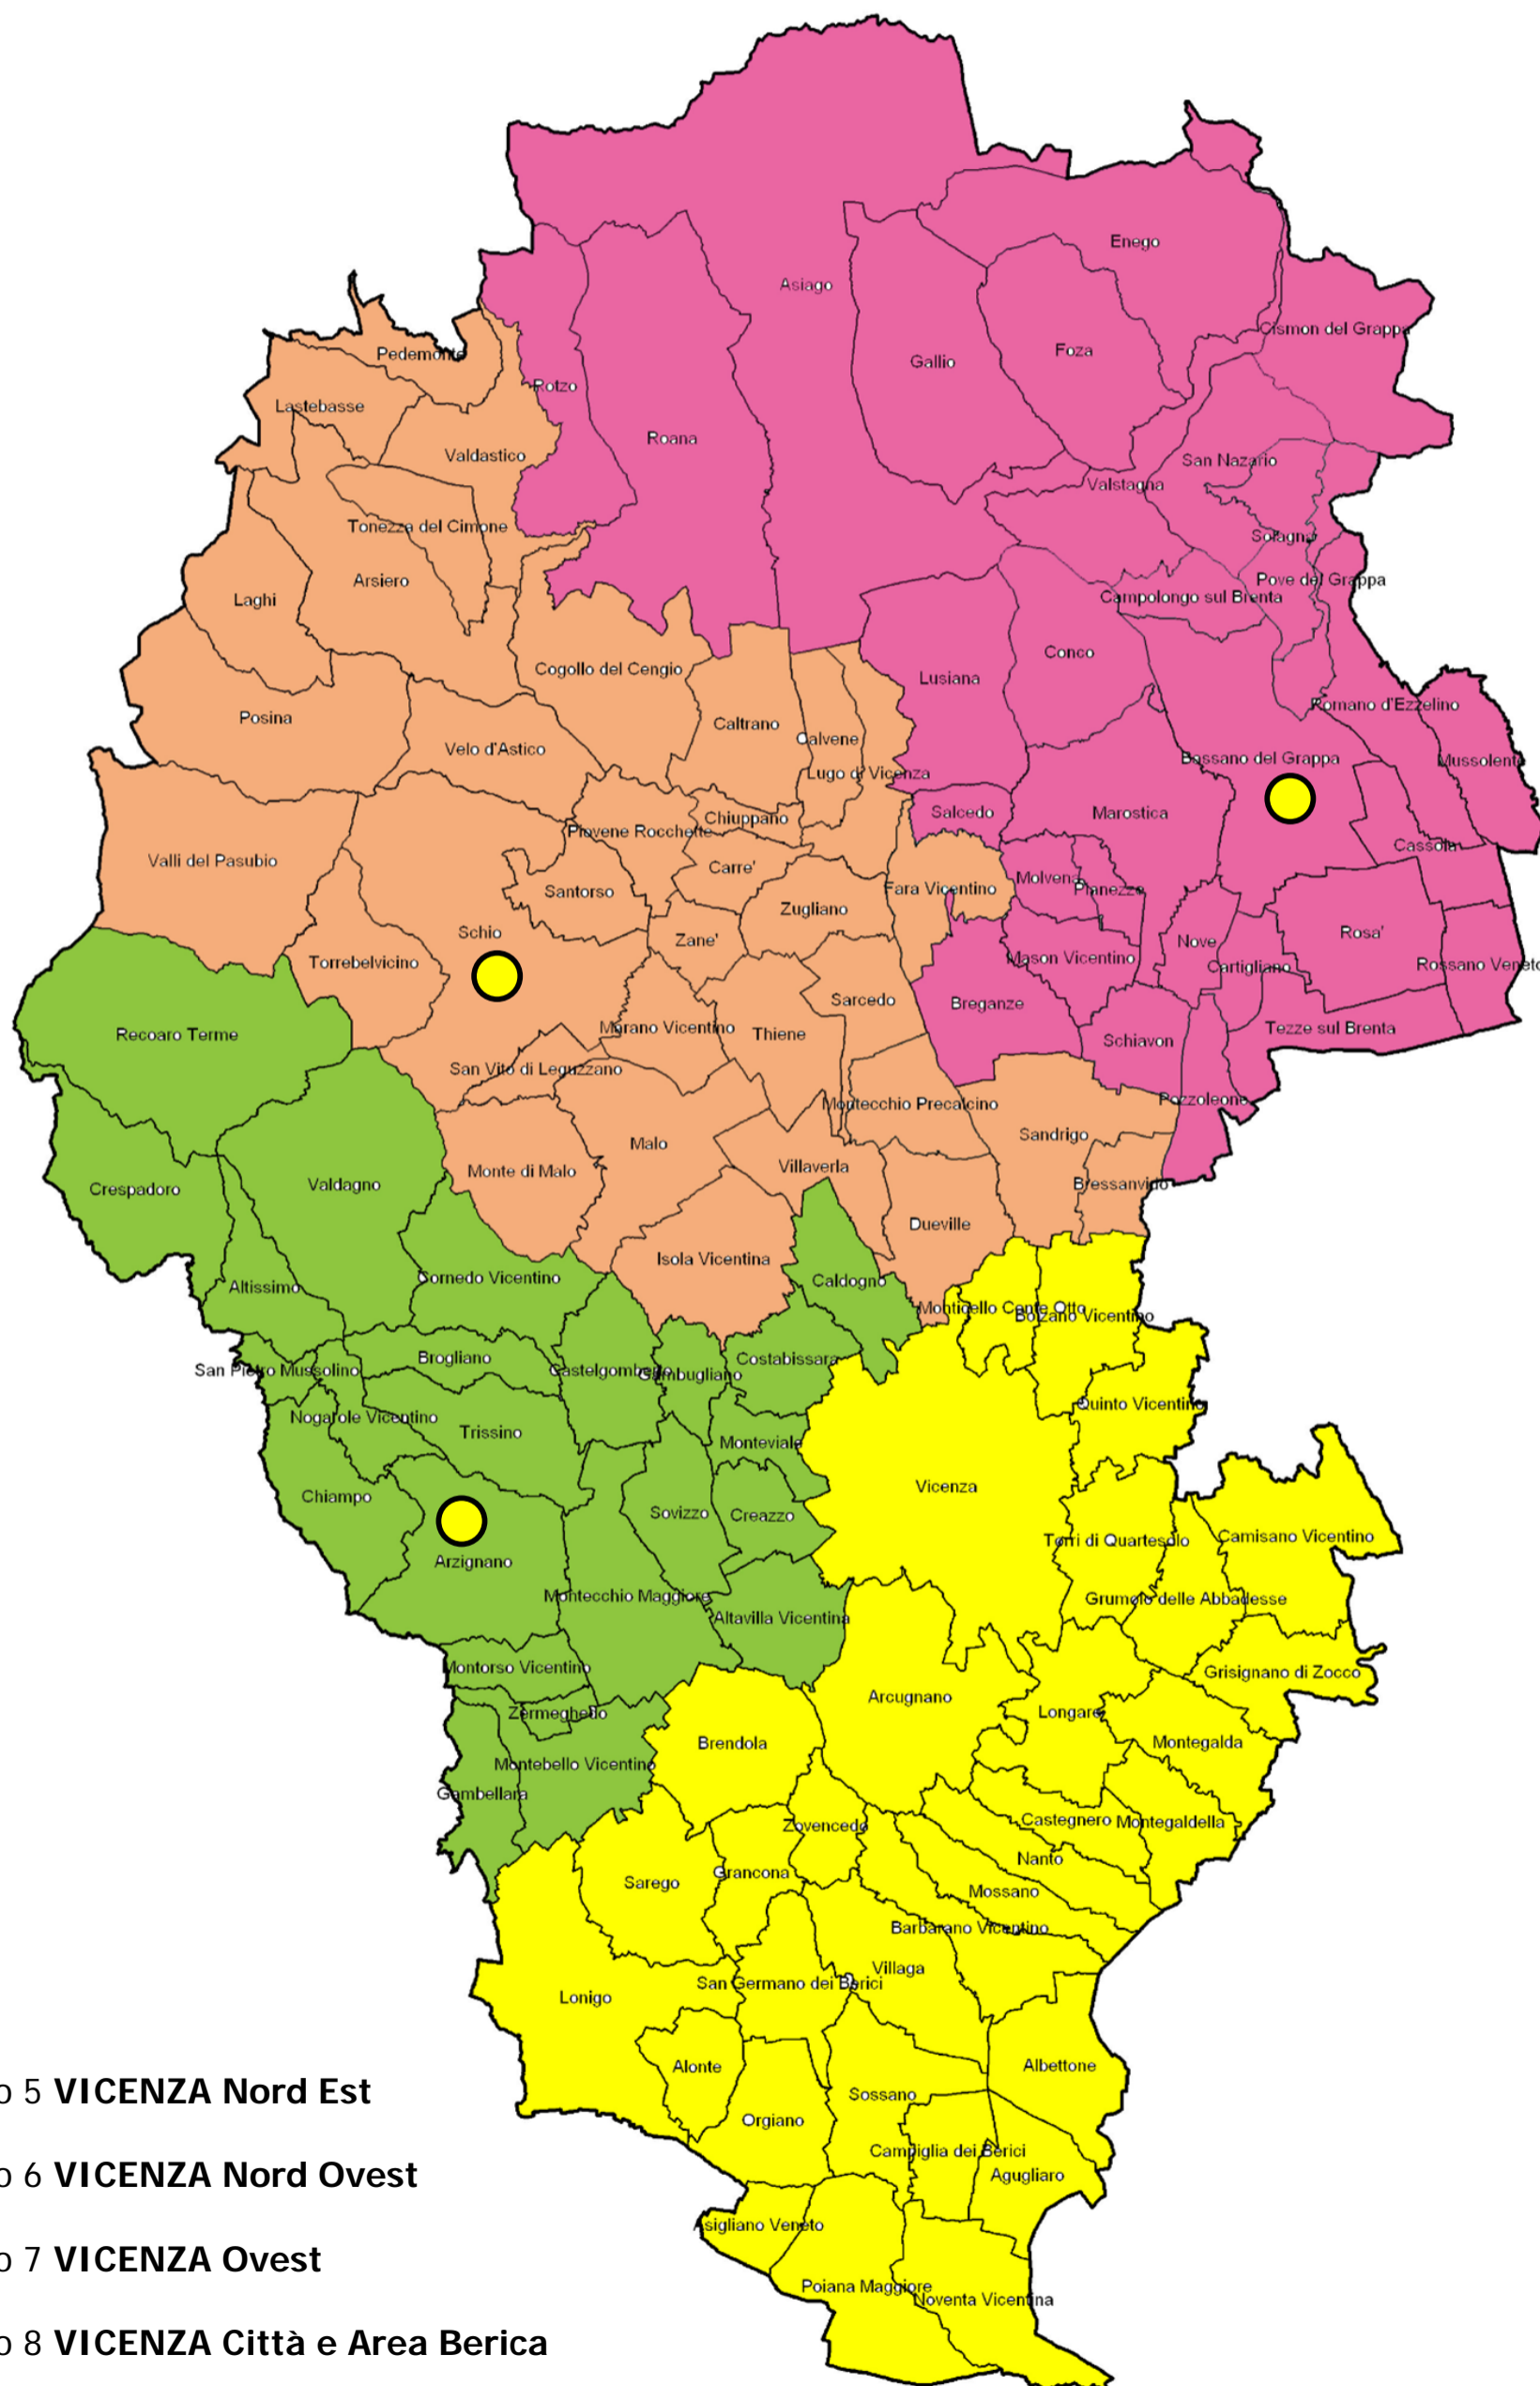 Enego
Asiago
Cismon del Grappa
Pedemonte
Foza
Gallio
Rotzo
Lastebasse
Roana
Valdastico
San Nazario
Valstagna
Tonezza del Cimone
Solagna
Arsiero
Pove del Grappa
Laghi
Campolongo sul Brenta
Conco
Cogollo del Cengio
Lusiana
Posina
Romano d'Ezzelino
Caltrano
Calvene
Velo d'Astico
Bassano del Grappa
Mussolente
Lugo di Vicenza
Salcedo
Marostica
Chiuppano
Piovene Rocchette
Cassola
Valli del Pasubio
Carre'
Molvena
Pianezze
Fara Vicentino
Santorso
Zugliano
Schio
Rosa'
Zane'
Nove
Mason Vicentino
Torrebelvicino
Cartigliano
Rossano Veneto
Sarcedo
Breganze
Marano Vicentino
Tezze sul Brenta
Recoaro Terme
Thiene
Schiavon
San Vito di Leguzzano
Pozzoleone
Montecchio Precalcino
Sandrigo
Malo
Villaverla
Monte di Malo
Valdagno
Bressanvido
Crespadoro
Dueville
Isola Vicentina
Cornedo Vicentino
Caldogno
Altissimo
Monticello Conte Otto
Bolzano Vicentino
Brogliano
Costabissara
San Pietro Mussolino
Castelgomberto
Gambugliano
Quinto Vicentino
Nogarole Vicentino
Trissino
Monteviale
Vicenza
Chiampo
Sovizzo
Creazzo
Camisano Vicentino
Torri di Quartesolo
Arzignano
Montecchio Maggiore
Grumolo delle Abbadesse
Altavilla Vicentina
Montorso Vicentino
Grisignano di Zocco
Arcugnano
Longare
Zermeghedo
Brendola
Montegalda
Montebello Vicentino
Gambellara
Castegnero
Montegaldella
Zovencedo
Nanto
Grancona
Sarego
Mossano
Barbarano Vicentino
Villaga
San Germano dei Berici
Lonigo
Albettone
Alonte
Sossano
o 5 VICENZA Nord Est
Orgiano
Campiglia dei Berici
o 6 VICENZA Nord Ovest
Agugliaro
Asigliano Veneto
o 7 VICENZA Ovest
Poiana Maggiore
Noventa Vicentina
o 8 VICENZA Città e Area Berica